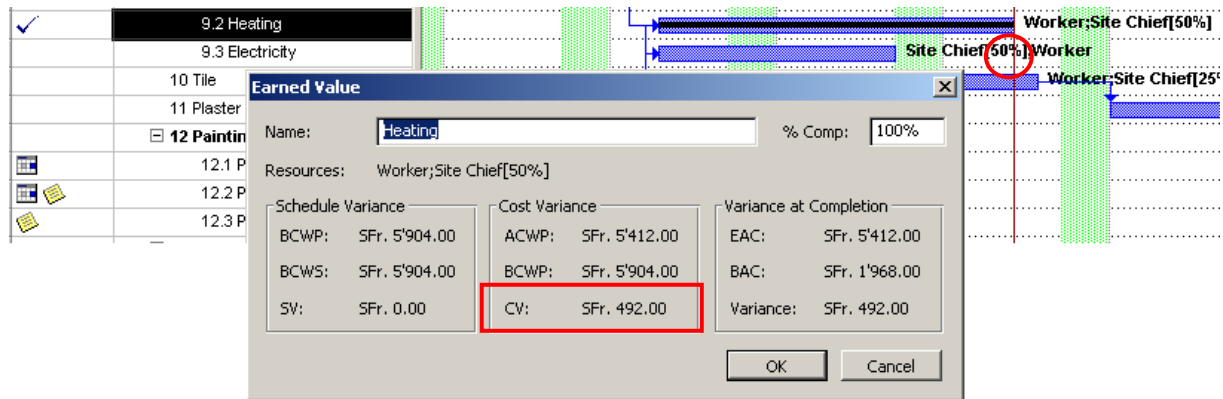 9.2 Heating
Worker;Site Chief[50%]
9.3 Electricity
Site Chief[50%];Worker
10 Tile
Worker;Site Chief[25
11 Plaster
12 Paintin
12.1 P
12.2 P
12.3 P
Earned Value
Name: Heating % Comp: 100%
Resources: Worker;Site Chief[50%]
Schedule Variance
BCWP: SFr. 5'904.00
BCWS: SFr. 5'904.00
SV: SFr. 0.00
Cost Variance
ACWP: SFr. 5'412.00
BCWP: SFr. 5'904.00
CV: SFr. 492.00
Variance at Completion
EAC: SFr. 5'412.00
BAC: SFr. 1'968.00
Variance: SFr. 492.00
OK Cancel